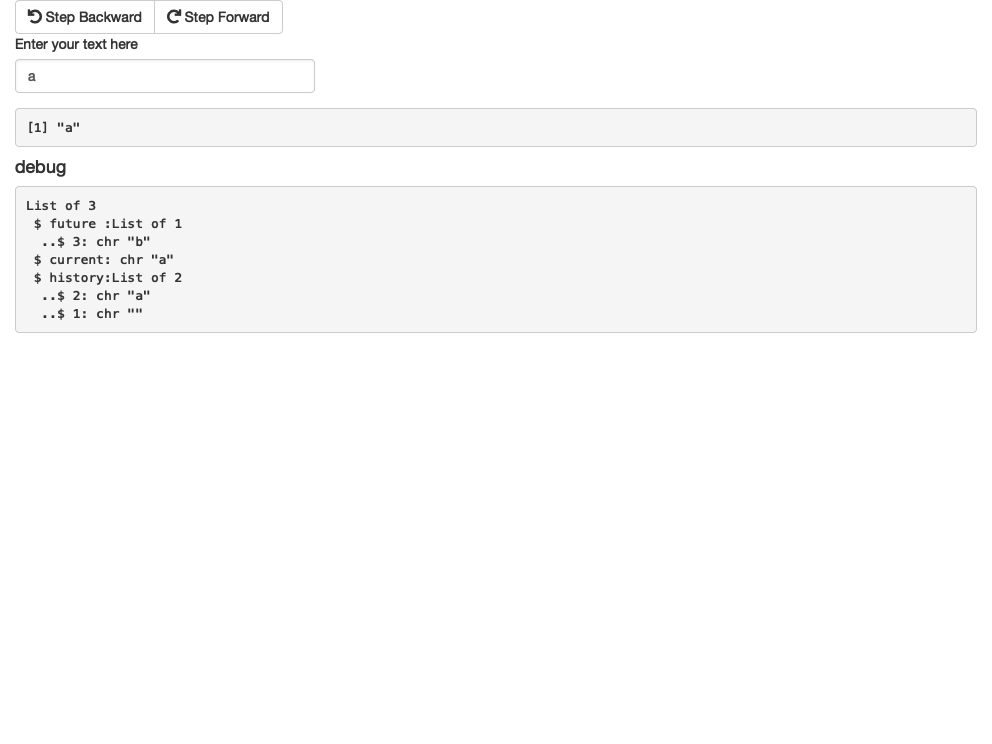 Step Backward Step Forward
Enter your text here
a
[1] "a"
debug
List of 3
 $ future :List of 1
  ..$ 3: chr "b"
 $ current: chr "a"
 $ history:List of 2
  ..$ 2: chr "a"
  ..$ 1: chr ""